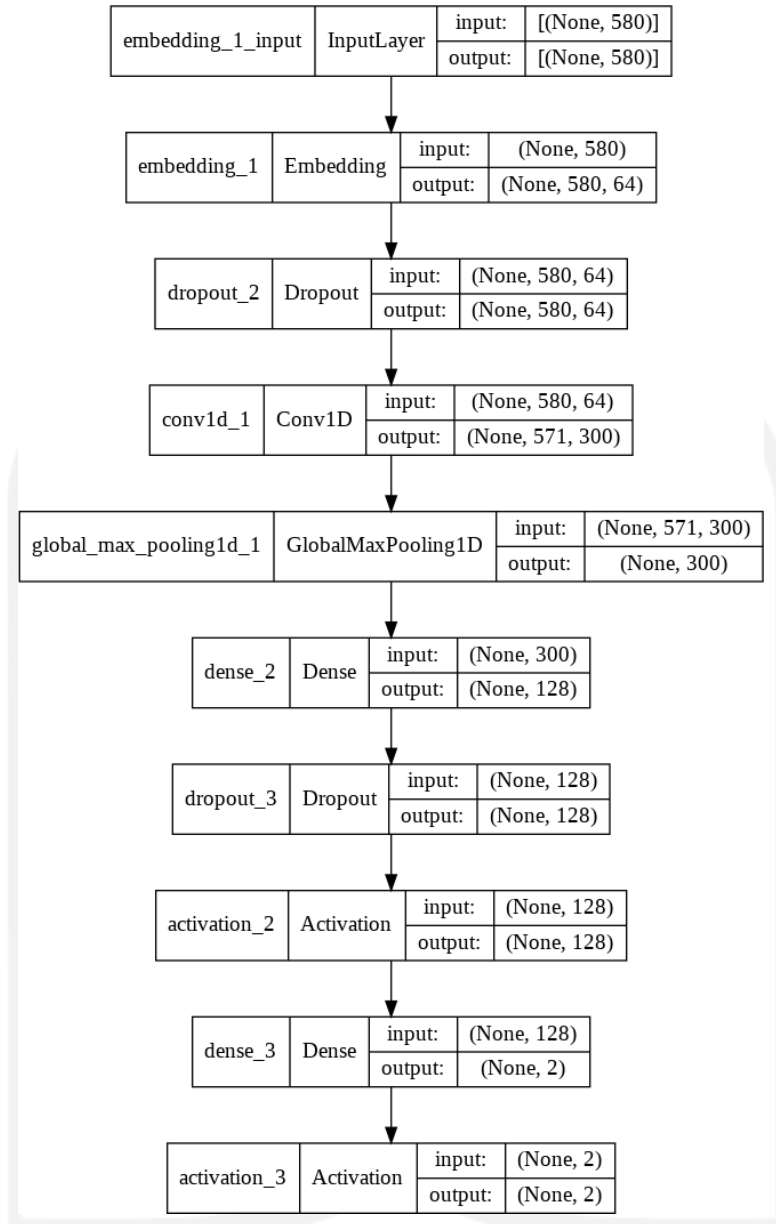 embedding_1_input InputLayer input: [(None, 580)]
output: [(None, 580)]
embedding_1 Embedding input: (None, 580)
output: (None, 580, 64)
dropout_2 Dropout input: (None, 580, 64)
output: (None, 580, 64)
conv1d_1 Conv1D input: (None, 580, 64)
output: (None, 571, 300)
global_max_pooling1d_1 GlobalMaxPooling1D input: (None, 571, 300)
output: (None, 300)
dense_2 Dense input: (None, 300)
output: (None, 128)
dropout_3 Dropout input: (None, 128)
output: (None, 128)
activation_2 Activation input: (None, 128)
output: (None, 128)
dense_3 Dense input: (None, 128)
output: (None, 2)
activation_3 Activation input: (None, 2)
output: (None, 2)